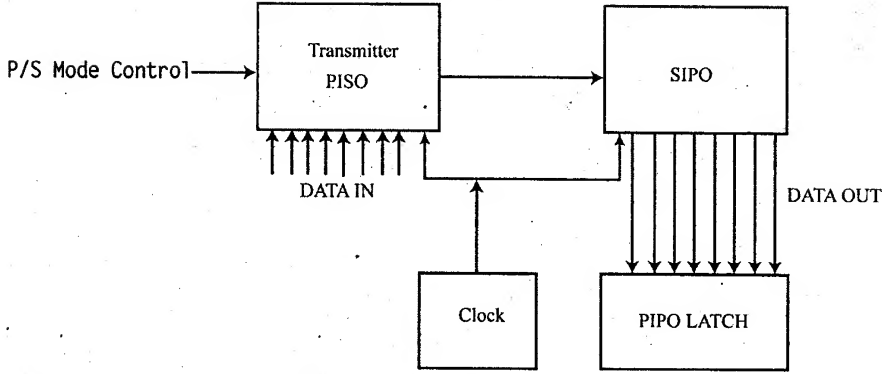 Transmitter
P/S Mode Control
PISO
SIPO
DATA IN
DATA OUT
Clock
PIPO LATCH